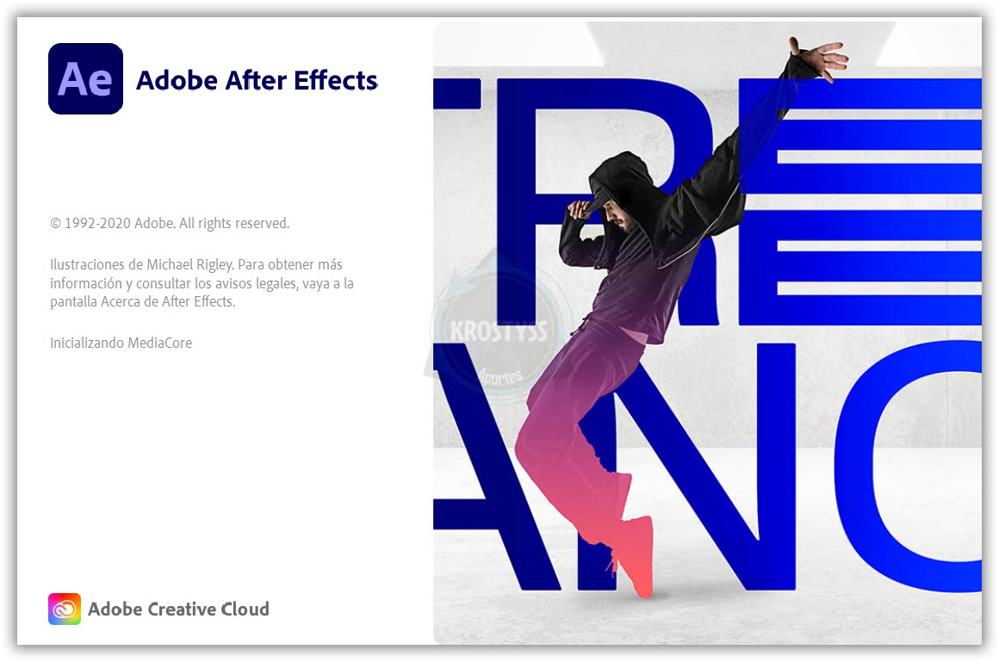 Ae Adobe After Effects
© 1992-2020 Adobe. All rights reserved.
Ilustraciones de Michael Rigley. Para obtener más
información y consultar los avisos legales, vaya a la
pantalla Acerca de After Effects.
Inicializando MediaCore
Adobe Creative Cloud
TRE
ANC
KROSTYSS
Aportes